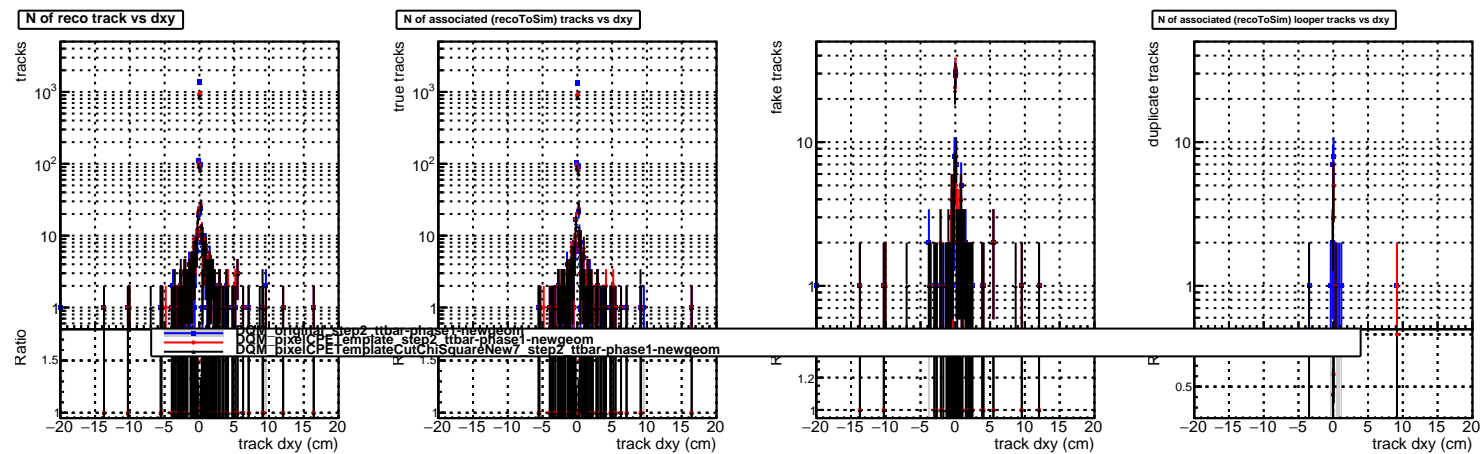 N of reco track vs dxy
N of associated (recoToSim) tracks vs dxy
N of associated (recoToSim) looper tracks vs dxy
tracks
10³
10²
10
1
true tracks
10³
10²
10
1
fake tracks
10
1
duplicate tracks
10
1
DQM_original_step2_ttbar-phase1-newgeom
DQM_pixelCPETemplate_step2_ttbar-phase1-newgeom
DQM_pixelCPETemplateCutChiSquareNew7_step2_ttbar-phase1-newgeom
Ratio
1.5
1
1.5
1
1.2
1
0.5
−20 −15 −10 −5 0 5 10 15 20
track dxy (cm)
−20 −15 −10 −5 0 5 10 15 20
track dxy (cm)
−20 −15 −10 −5 0 5 10 15 20
track dxy (cm)
−20 −15 −10 −5 0 5 10 15 20
track dxy (cm)